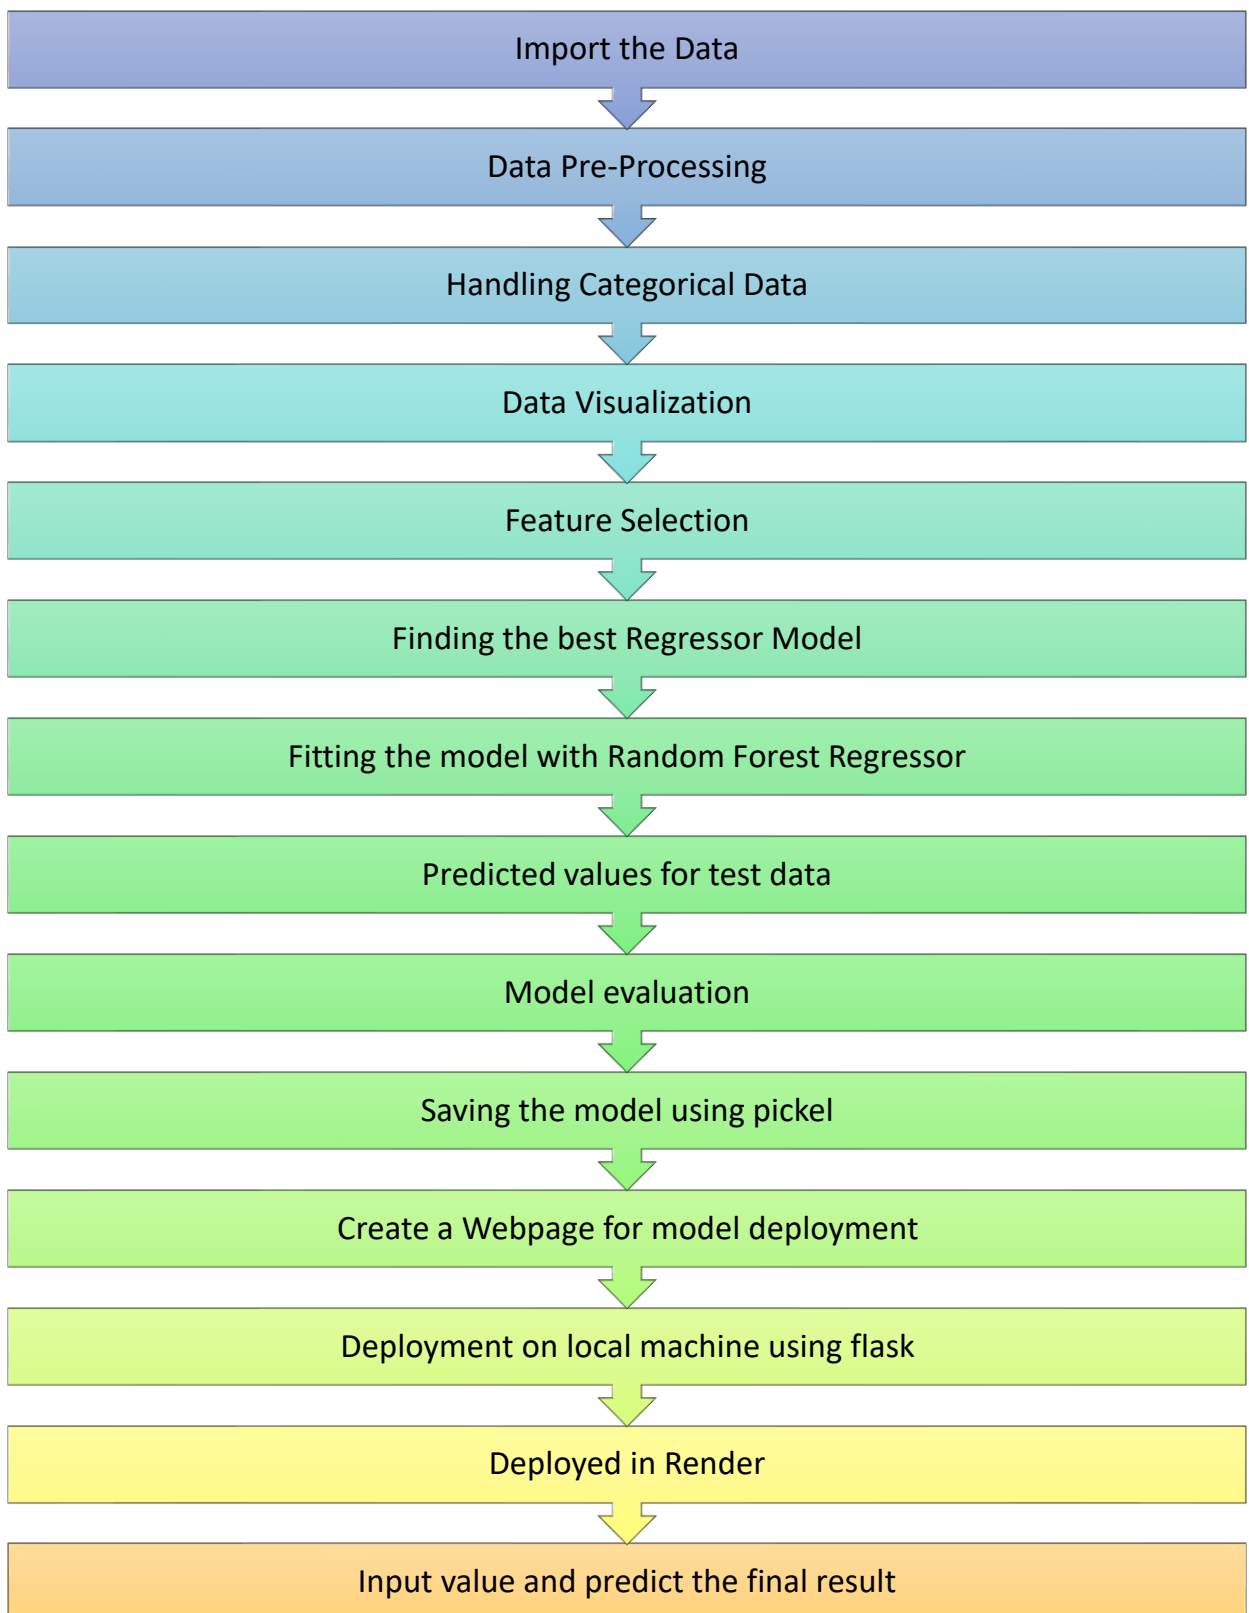 Import the Data
Data Pre-Processing
Handling Categorical Data
Data Visualization
Feature Selection
Finding the best Regressor Model
Fitting the model with Random Forest Regressor
Predicted values for test data
Model evaluation
Saving the model using pickel
Create a Webpage for model deployment
Deployment on local machine using flask
Deployed in Render
Input value and predict the final result